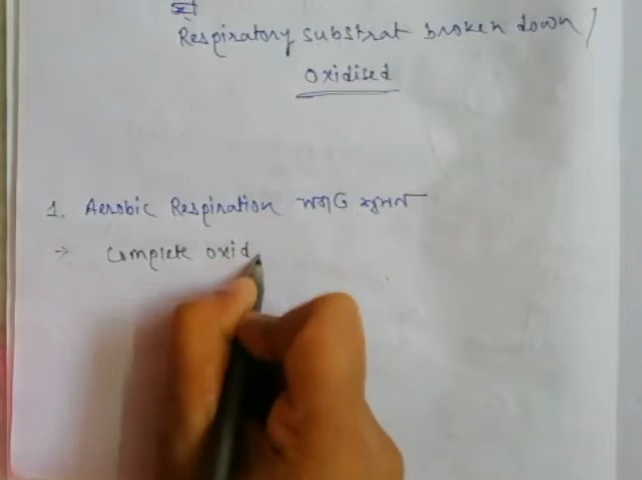 Respiratory substrat broken down /
Oxidised
1. Aerobic Respiration সবাত শ্বসন
→ Complete oxid